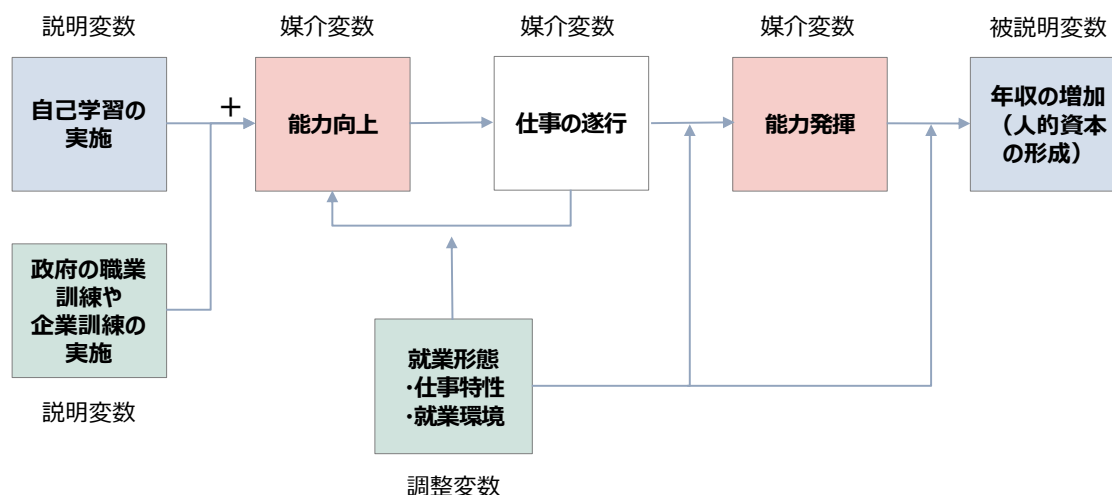 説明変数
媒介変数
媒介変数
媒介変数
被説明変数
自己学習の
実施
+
能力向上
仕事の遂行
能力発揮
年収の増加
（人的資本
の形成）
政府の職業
訓練や
企業訓練の
実施
説明変数
就業形態
･仕事特性
･就業環境
調整変数